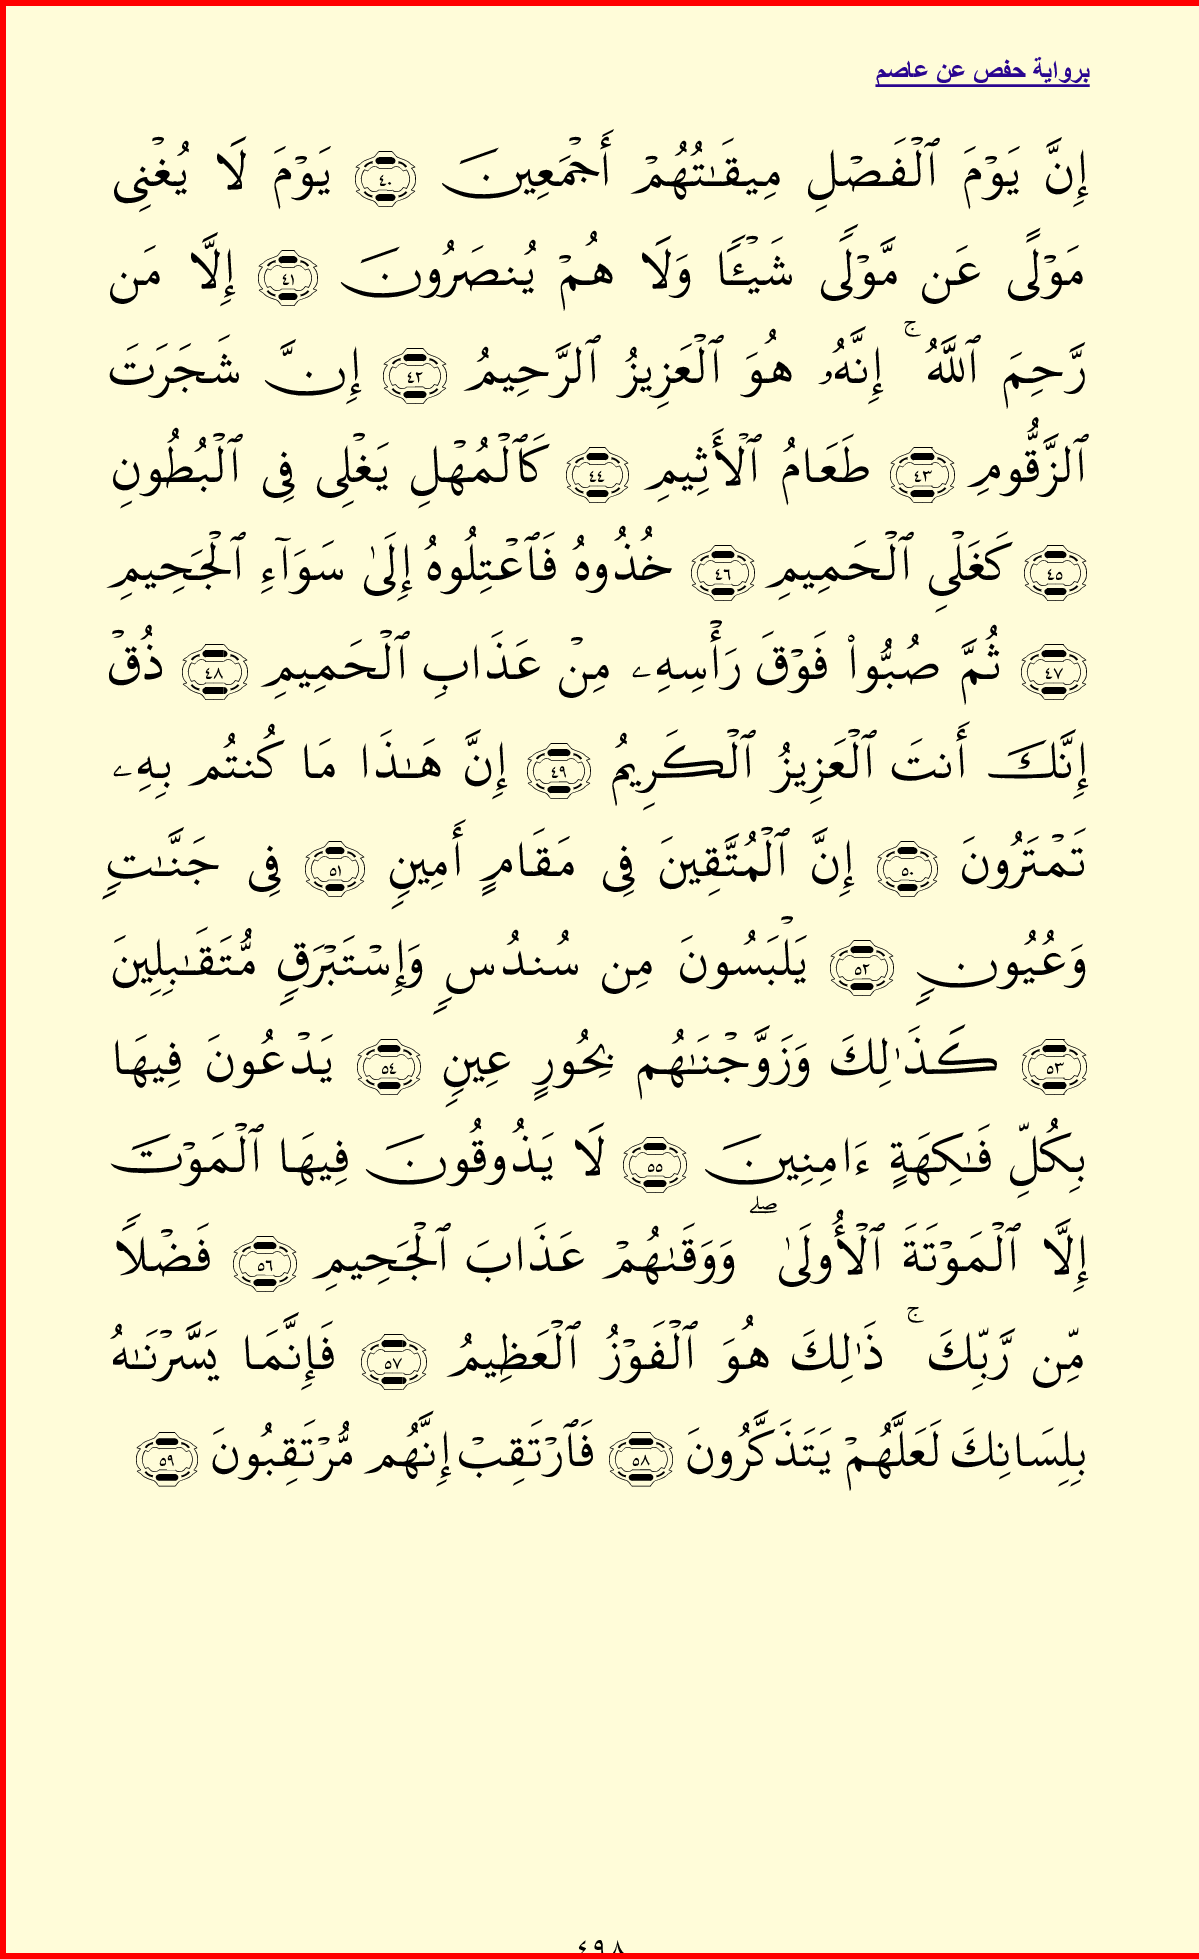 برواية حفص عن عاصم
إِنَّ يَوْمَ ٱلْفَصْلِ مِيقَـٰتُهُمْ أَجْمَعِينَ ٤٠ يَوْمَ لَا يُغْنِى
مَوْلًى عَن مَّوْلًى شَيْـًٔا وَلَا هُمْ يُنصَرُونَ ٤١ إِلَّا مَن
رَّحِمَ ٱللَّهُ ۚ إِنَّهُۥ هُوَ ٱلْعَزِيزُ ٱلرَّحِيمُ ٤٢ إِنَّ شَجَرَتَ
ٱلزَّقُّومِ ٤٣ طَعَامُ ٱلْأَثِيمِ ٤٤ كَٱلْمُهْلِ يَغْلِى فِى ٱلْبُطُونِ
٤٥ كَغَلْىِ ٱلْحَمِيمِ ٤٦ خُذُوهُ فَٱعْتِلُوهُ إِلَىٰ سَوَآءِ ٱلْجَحِيمِ
٤٧ ثُمَّ صُبُّوا۟ فَوْقَ رَأْسِهِۦ مِنْ عَذَابِ ٱلْحَمِيمِ ٤٨ ذُقْ
إِنَّكَ أَنتَ ٱلْعَزِيزُ ٱلْكَرِيمُ ٤٩ إِنَّ هَـٰذَا مَا كُنتُم بِهِۦ
تَمْتَرُونَ ٥٠ إِنَّ ٱلْمُتَّقِينَ فِى مَقَامٍ أَمِينٍ ٥١ فِى جَنَّـٰتٍ
وَعُيُونٍ ٥٢ يَلْبَسُونَ مِن سُندُسٍ وَإِسْتَبْرَقٍ مُّتَقَـٰبِلِينَ
٥٣ كَذَٰلِكَ وَزَوَّجْنَـٰهُم بِحُورٍ عِينٍ ٥٤ يَدْعُونَ فِيهَا
بِكُلِّ فَـٰكِهَةٍ ءَامِنِينَ ٥٥ لَا يَذُوقُونَ فِيهَا ٱلْمَوْتَ
إِلَّا ٱلْمَوْتَةَ ٱلْأُولَىٰ ۖ وَوَقَىٰهُمْ عَذَابَ ٱلْجَحِيمِ ٥٦ فَضْلًا
مِّن رَّبِّكَ ۚ ذَٰلِكَ هُوَ ٱلْفَوْزُ ٱلْعَظِيمُ ٥٧ فَإِنَّمَا يَسَّرْنَـٰهُ
بِلِسَانِكَ لَعَلَّهُمْ يَتَذَكَّرُونَ ٥٨ فَٱرْتَقِبْ إِنَّهُم مُّرْتَقِبُونَ ٥٩
٤٩٨